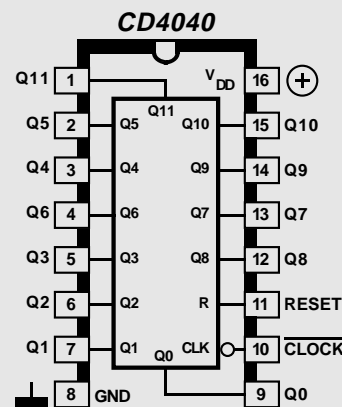 CD4040
Q11 1 VDD 16 +
Q11
Q5 2 Q5 Q10 15 Q10
Q4 3 Q4 Q9 14 Q9
Q6 4 Q6 Q7 13 Q7
Q3 5 Q3 Q8 12 Q8
Q2 6 Q2 R 11 RESET
Q1 7 Q1 CLK 10 CLOCK
Q0
8 GND 9 Q0